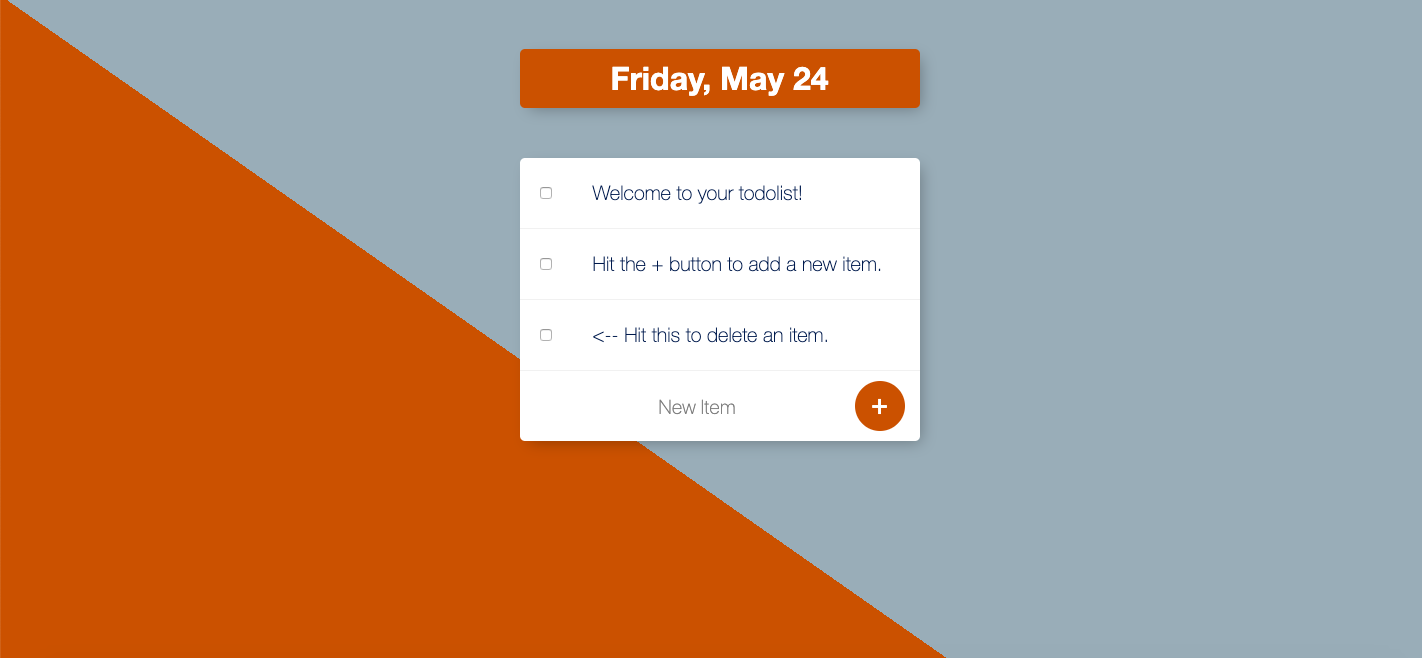 Friday, May 24
Welcome to your todolist!
Hit the + button to add a new item.
<-- Hit this to delete an item.
New Item
+